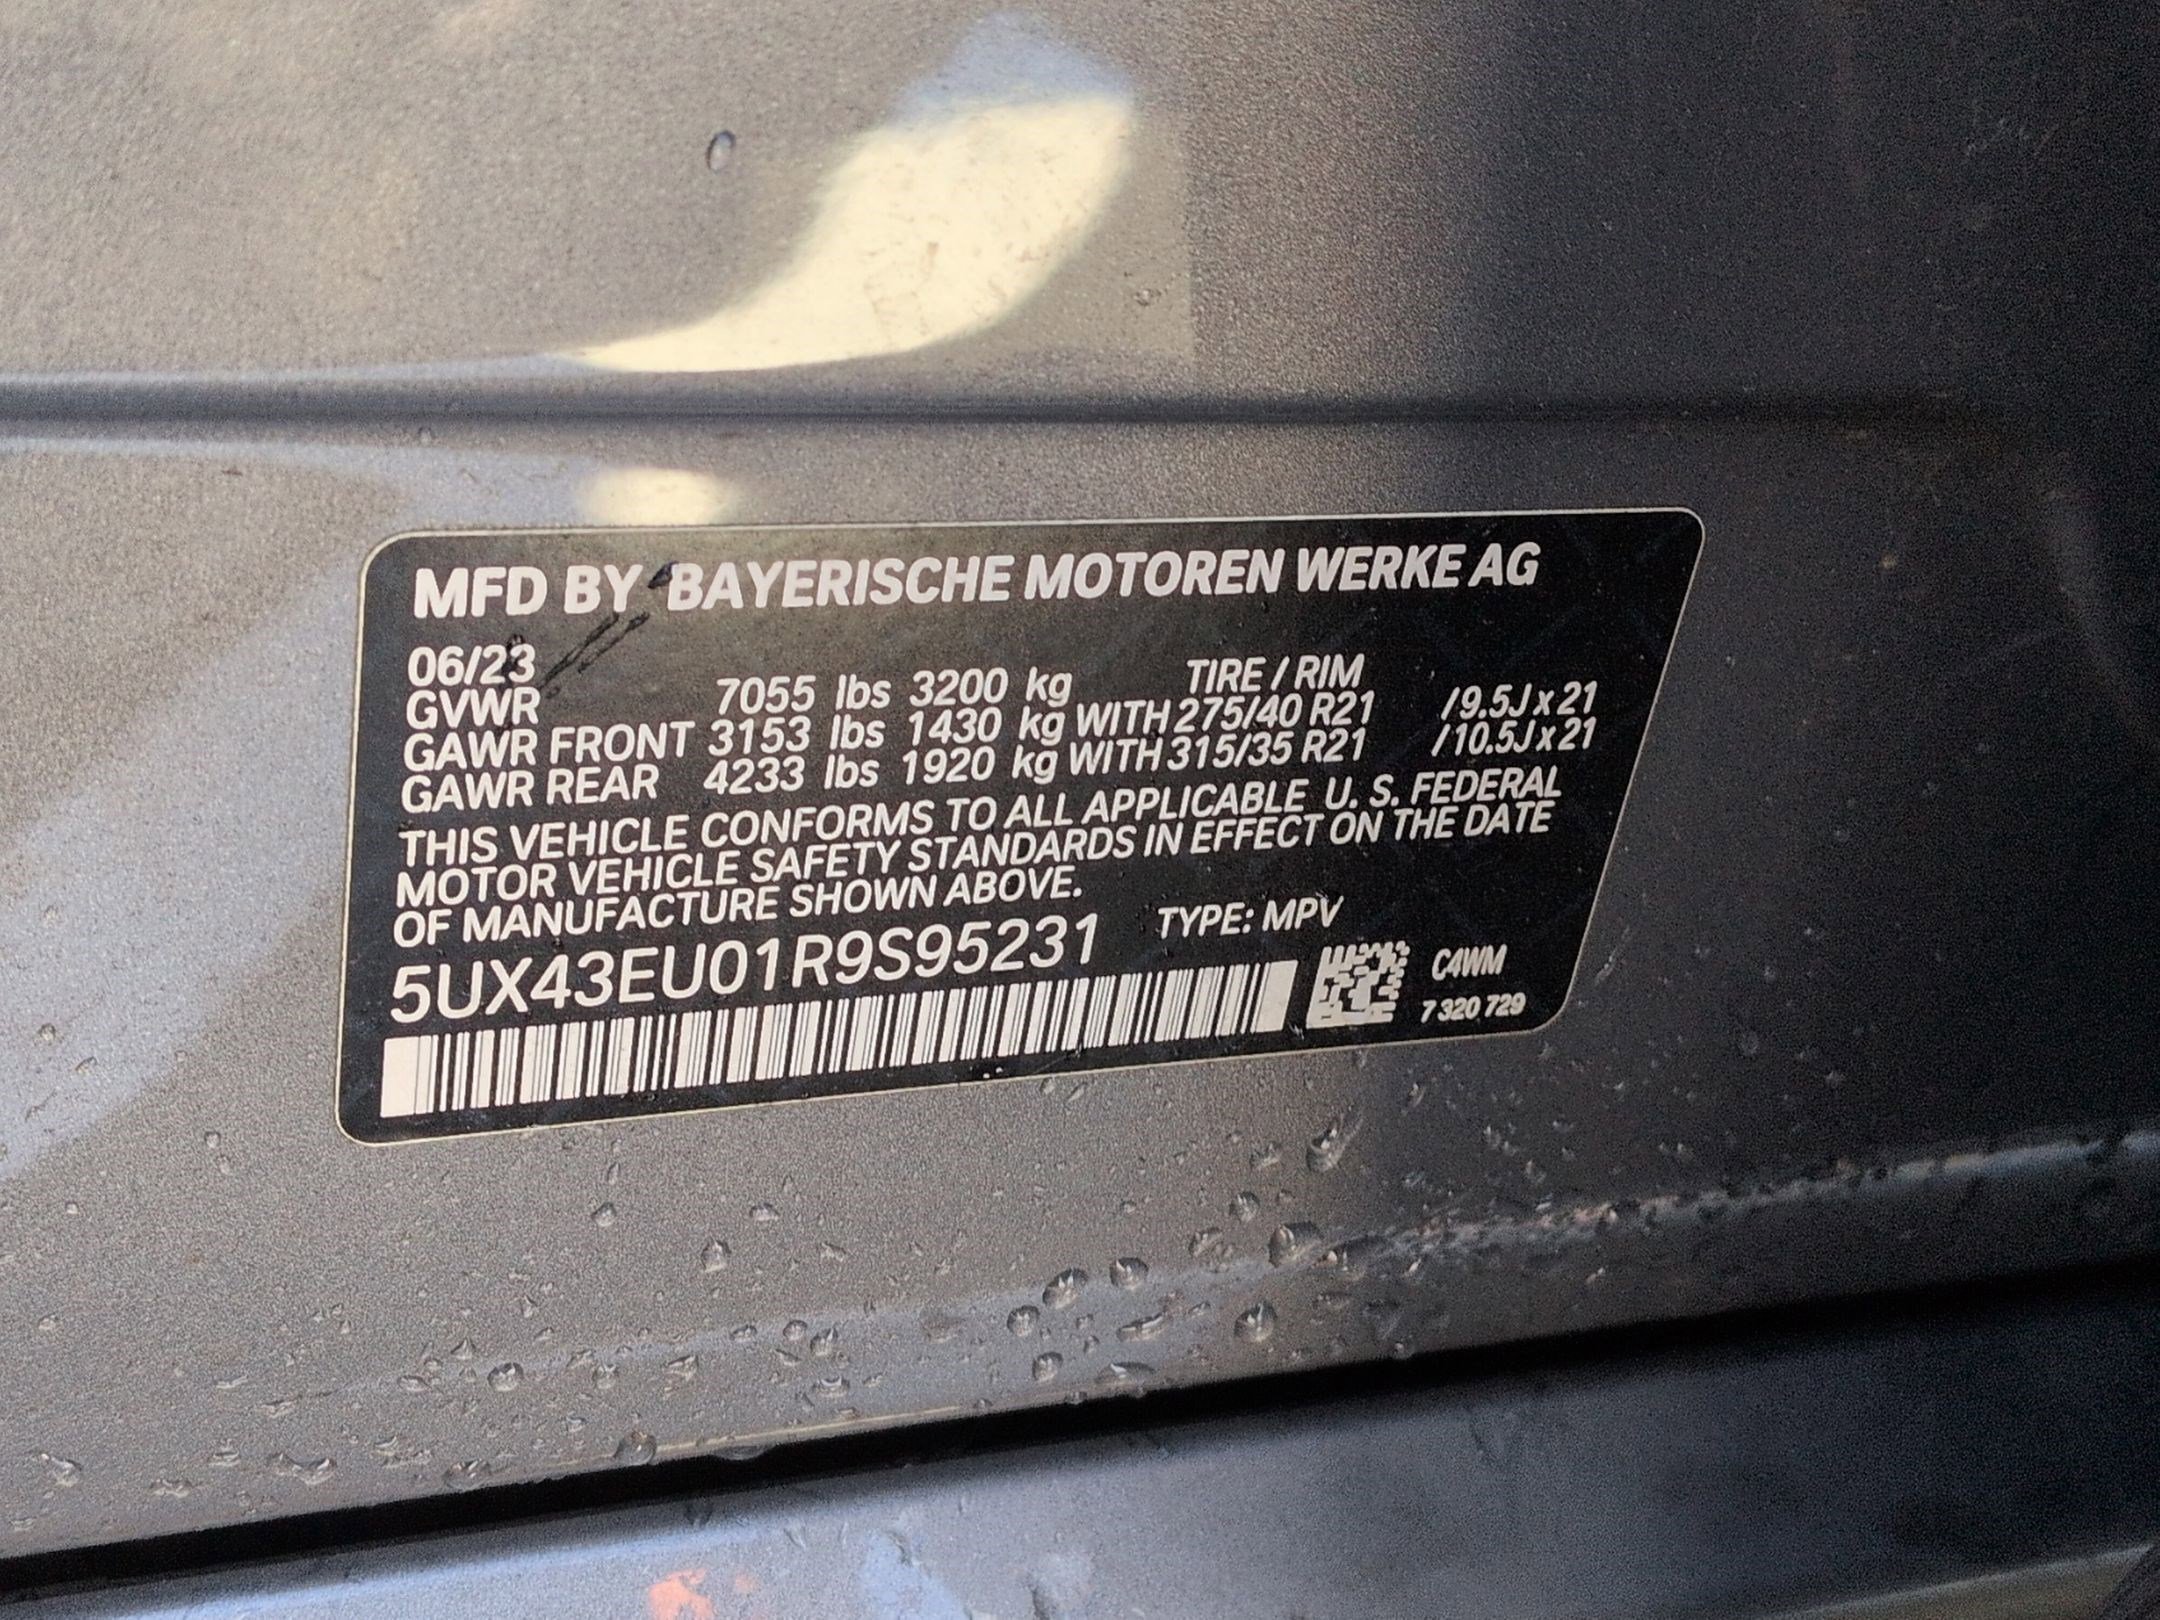 MFD BY BAYERISCHE MOTOREN WERKE AG
06/23
GVWR 7055 lbs 3200 kg TIRE / RIM
GAWR FRONT 3153 lbs 1430 kg WITH 275/40 R21 /9.5J x 21
GAWR REAR 4233 lbs 1920 kg WITH 315/35 R21 /10.5J x 21
THIS VEHICLE CONFORMS TO ALL APPLICABLE U. S. FEDERAL
MOTOR VEHICLE SAFETY STANDARDS IN EFFECT ON THE DATE
OF MANUFACTURE SHOWN ABOVE.
5UX43EU01R9S95231 TYPE: MPV
C4WM
7 320 729